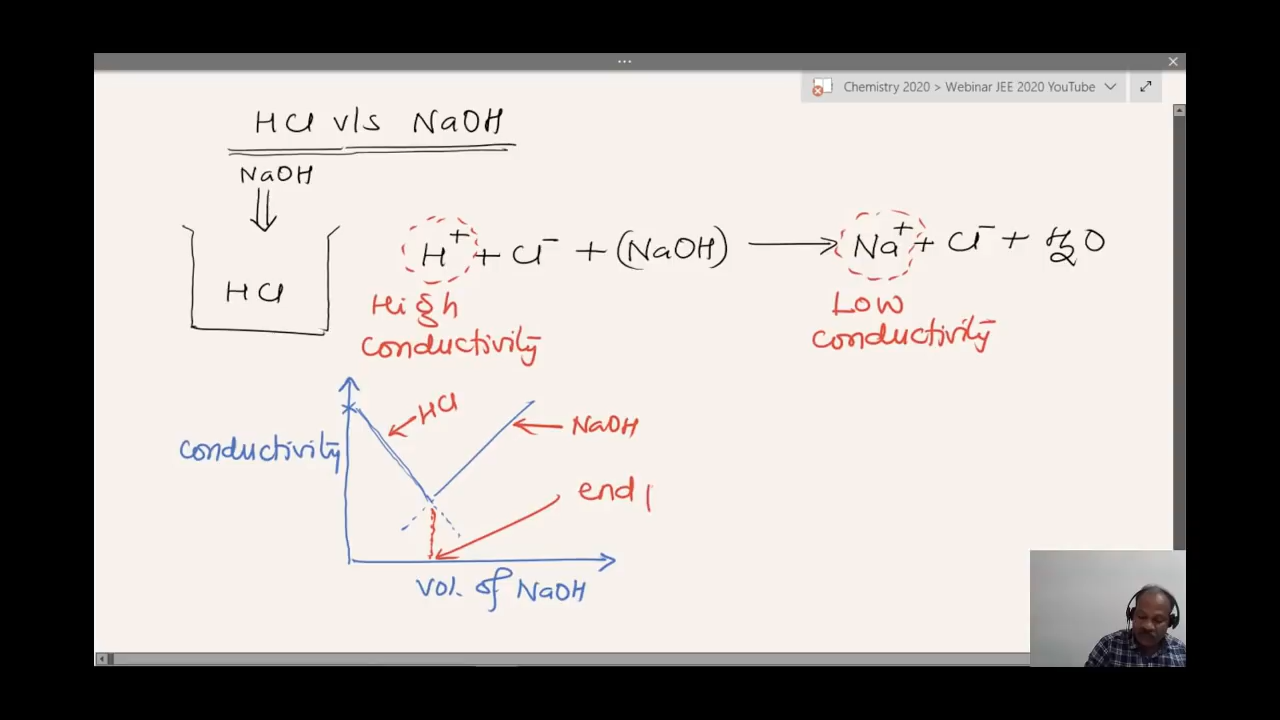 Chemistry 2020 > Webinar JEE 2020 YouTube
HCl v/s NaOH
NaOH
HCl
H⁺ + Cl⁻ + (NaOH) ⟶ Na⁺ + Cl⁻ + H₂O
High
conductivity
Low
conductivity
HCl
NaOH
conductivity
end p
Vol. of NaOH